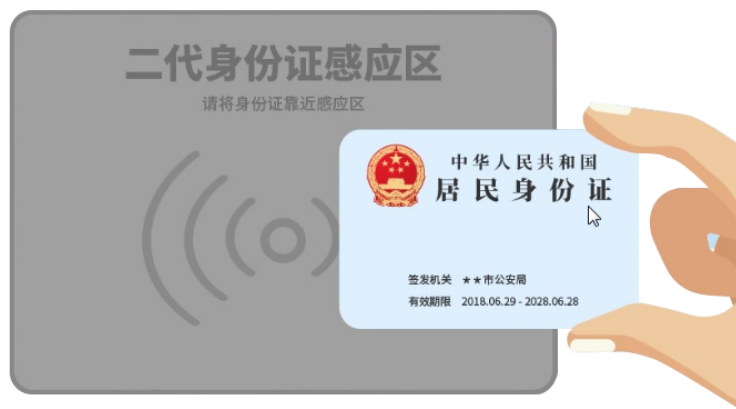 二代身份证感应区
请将身份证靠近感应区
中华人民共和国
居民身份证
签发机关 ★★市公安局
有效期限 2018.06.29-2028.06.28